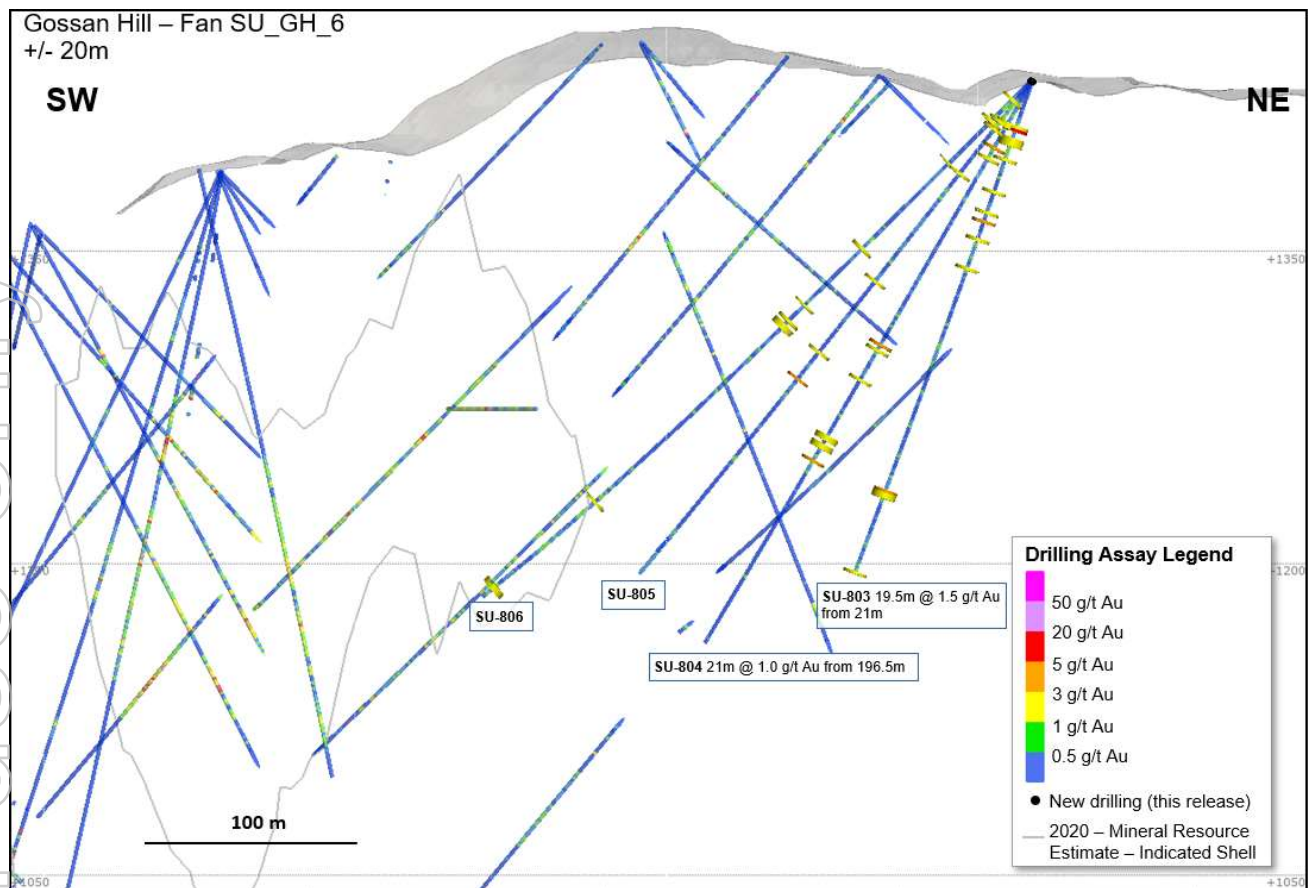 Gossan Hill – Fan SU_GH_6
+/- 20m
SW
NE
+1350
+1350
+1200
1200
SU-806
SU-805
SU-803 19.5m @ 1.5 g/t Au
from 21m
SU-804 21m @ 1.0 g/t Au from 196.5m
Drilling Assay Legend
50 g/t Au
20 g/t Au
5 g/t Au
3 g/t Au
1 g/t Au
0.5 g/t Au
New drilling (this release)
2020 – Mineral Resource
Estimate – Indicated Shell
100 m
+1050
+1050